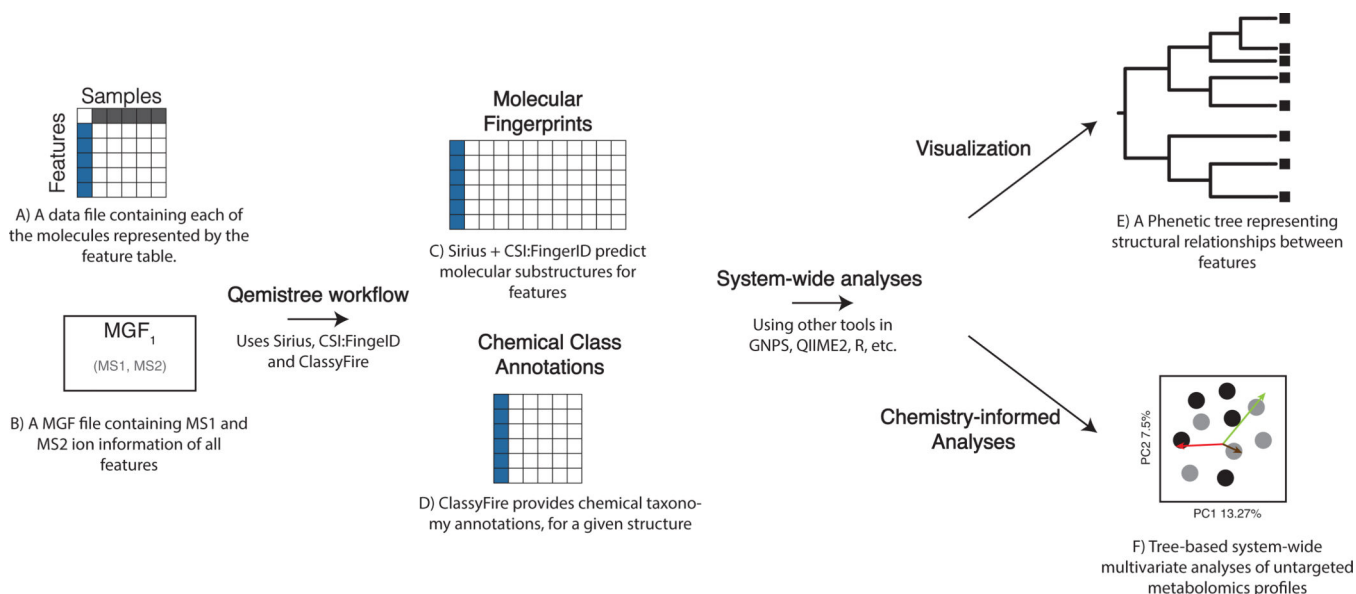 Samples
Features
A) A data file containing each of
the molecules represented by the
feature table.
MGF1
(MS1, MS2)
B) A MGF file containing MS1 and
MS2 ion information of all
features
Qemistree workflow
Uses Sirius, CSI:FingeID
and ClassyFire
Molecular
Fingerprints
C) Sirius + CSI:FingerID predict
molecular substructures for
features
Chemical Class
Annotations
D) ClassyFire provides chemical taxono-
my annotations, for a given structure
System-wide analyses
Using other tools in
GNPS, QIIME2, R, etc.
Visualization
E) A Phenetic tree representing
structural relationships between
features
Chemistry-informed
Analyses
PC2 7.5%
PC1 13.27%
F) Tree-based system-wide
multivariate analyses of untargeted
metabolomics profiles